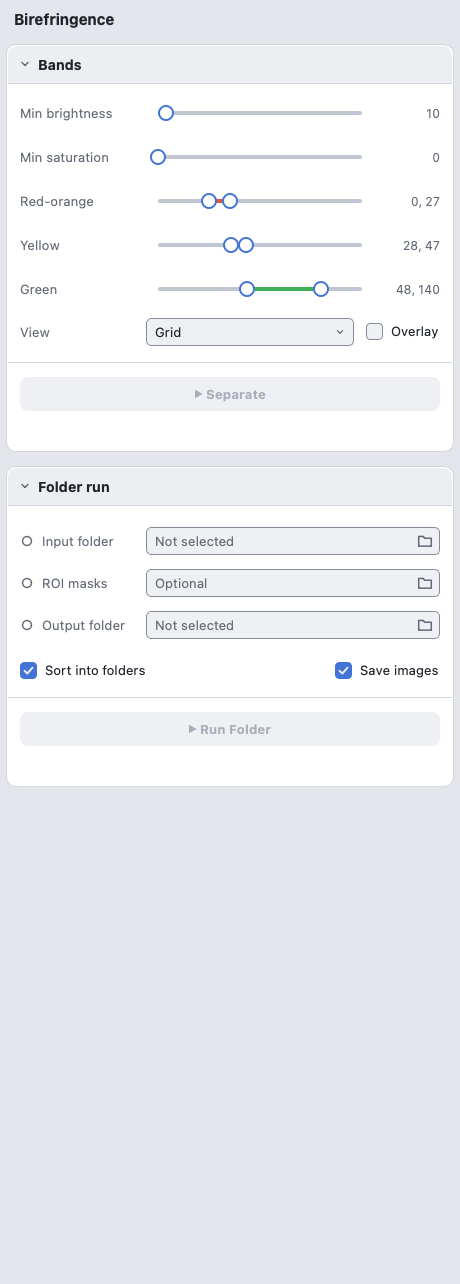 Birefringence
Bands
Min brightness 10
Min saturation 0
Red-orange 0, 27
Yellow 28, 47
Green 48, 140
View Grid Overlay
Separate
Folder run
Input folder Not selected
ROI masks Optional
Output folder Not selected
Sort into folders Save images
Run Folder